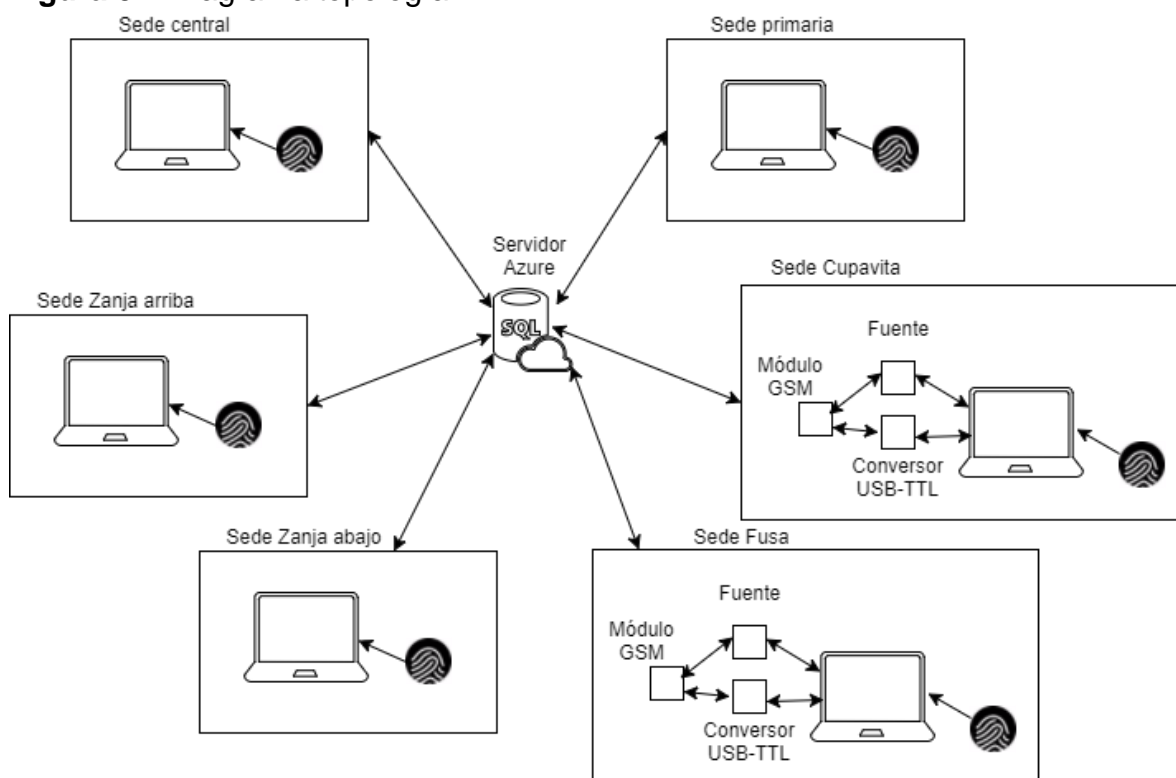 Sede central
Sede primaria
Servidor
Azure
SQL
Sede Cupavita
Fuente
Módulo
GSM
Conversor
USB-TTL
Sede Zanja arriba
Sede Zanja abajo
Sede Fusa
Fuente
Módulo
GSM
Conversor
USB-TTL